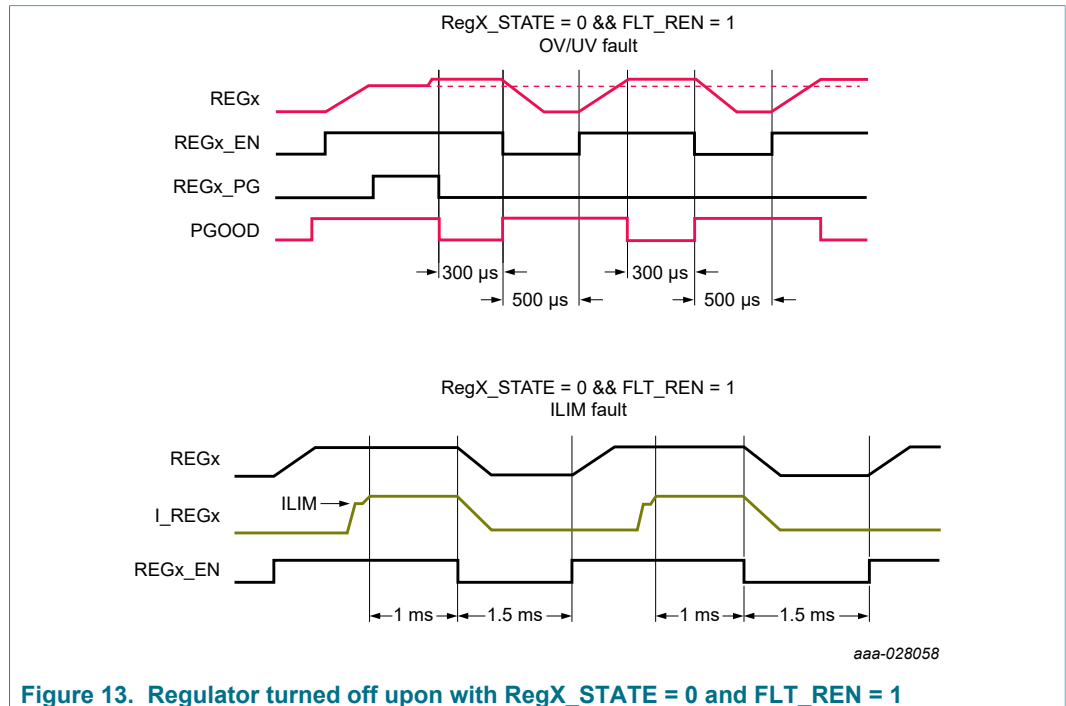 RegX_STATE = 0 && FLT_REN = 1
OV/UV fault
REGx
REGx_EN
REGx_PG
PGOOD
300 µs
300 µs
500 µs
500 µs
RegX_STATE = 0 && FLT_REN = 1
ILIM fault
REGx
ILIM
I_REGx
REGx_EN
1 ms
1.5 ms
1 ms
1.5 ms
aaa-028058
Figure 13. Regulator turned off upon with RegX_STATE = 0 and FLT_REN = 1